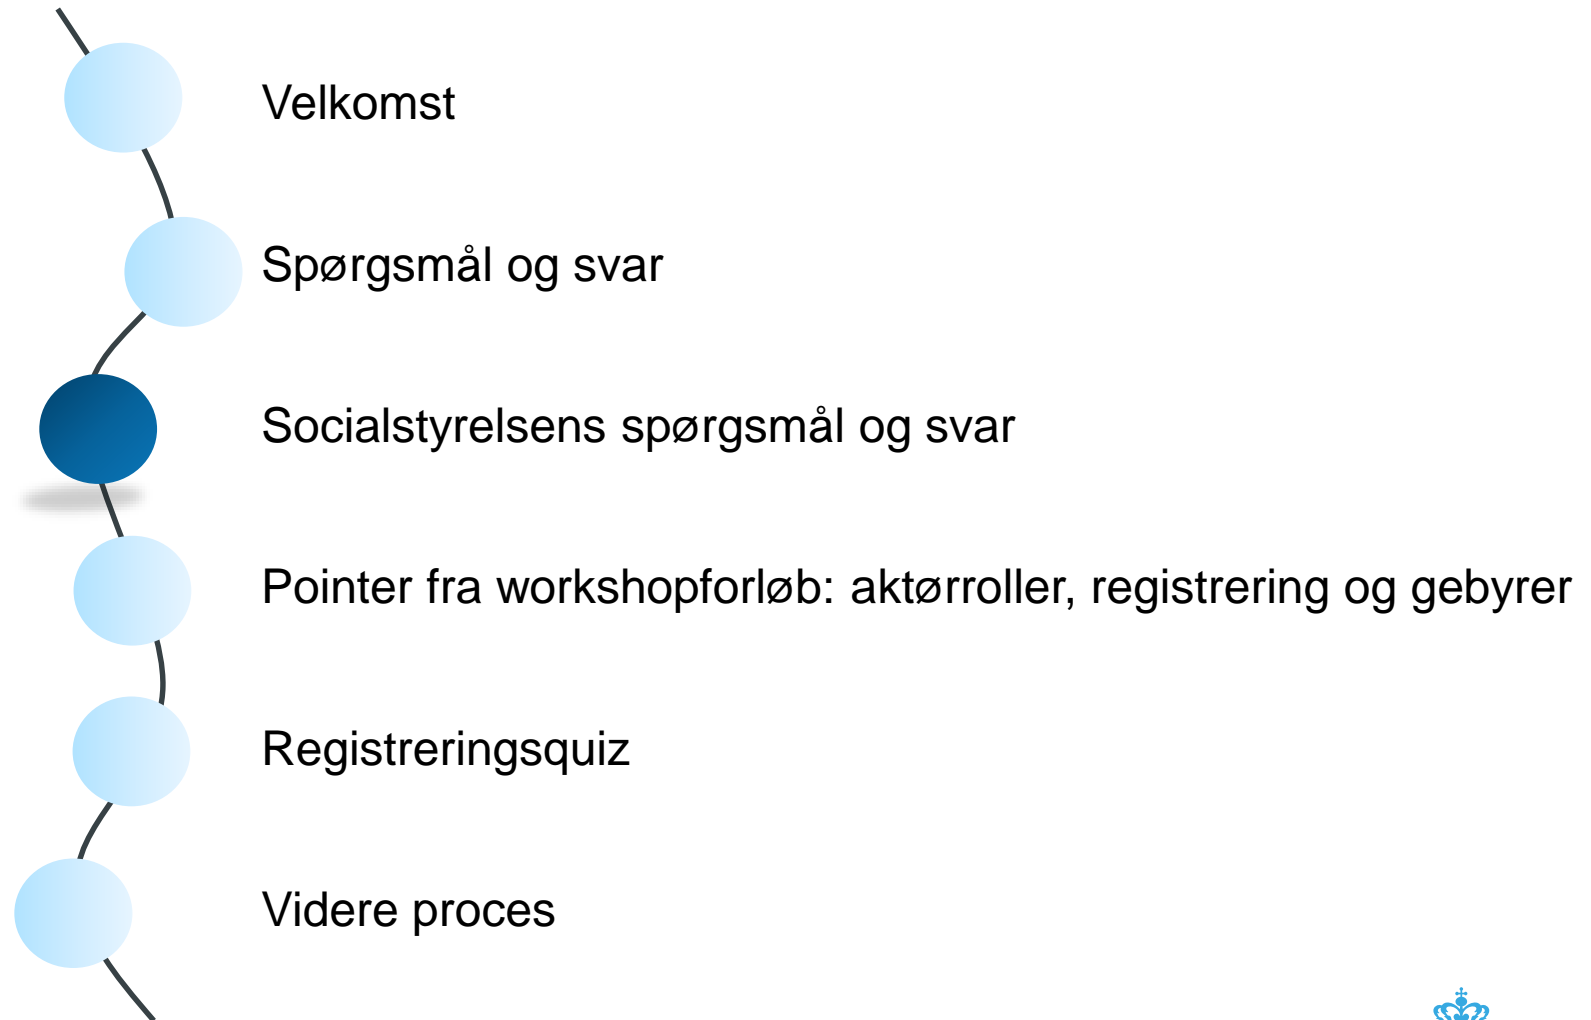 Velkomst
Spørgsmål og svar
Socialstyrelsens spørgsmål og svar
Pointer fra workshopforløb: aktørroller, registrering og gebyrer
Registreringsquiz
Videre proces